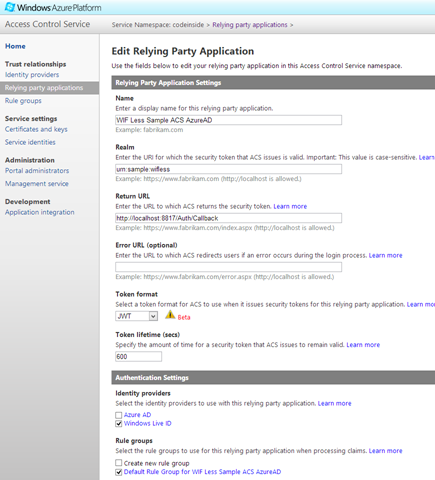 Windows Azure Platform
Access Control Service
Service Namespace: codeinside > Relying party applications >
Home
Trust relationships
Identity providers
Relying party applications
Rule groups
Service settings
Certificates and keys
Service identities
Administration
Portal administrators
Management service
Development
Application integration
Edit Relying Party Application
Use the fields below to edit your relying party application in this Access Control Service namespace.
Relying Party Application Settings
Name
Enter a display name for this relying party application.
WIF Less Sample ACS AzureAD
Example: fabrikam.com
Realm
Enter the URI for which the security token that ACS issues is valid. Important: This value is case-sensitive. Learn
urn:sample:wifless
Example: https://www.fabrikam.com (http://localhost is allowed.)
Return URL
Enter the URL to which ACS returns the security token. Learn more
http://localhost:8817/Auth/Callback
Example: https://www.fabrikam.com/index.aspx (http://localhost is allowed.)
Error URL (optional)
Enter the URL to which ACS redirects users if an error occurs during the login process. Learn more
Example: https://www.fabrikam.com/error.aspx (http://localhost is allowed.)
Token format
Select a token format for ACS to use when it issues security tokens for this relying party application. Learn mo
JWT Beta
Token lifetime (secs)
Specify the amount of time for a security token that ACS issues to remain valid. Learn more
600
Authentication Settings
Identity providers
Select the identity providers to use with this relying party application. Learn more
Azure AD
Windows Live ID
Rule groups
Select the rule groups to use for this relying party application when processing claims. Learn more
Create new rule group
Default Rule Group for WIF Less Sample ACS AzureAD